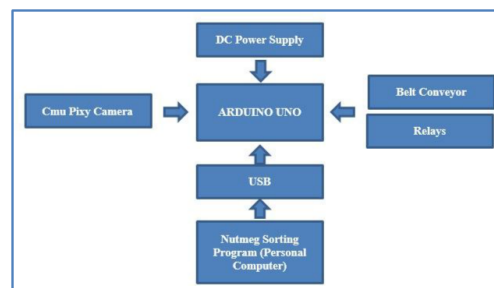 DC Power Supply
Cmu Pixy Camera
ARDUINO UNO
Belt Conveyor
Relays
USB
Nutmeg Sorting
Program (Personal
Computer)